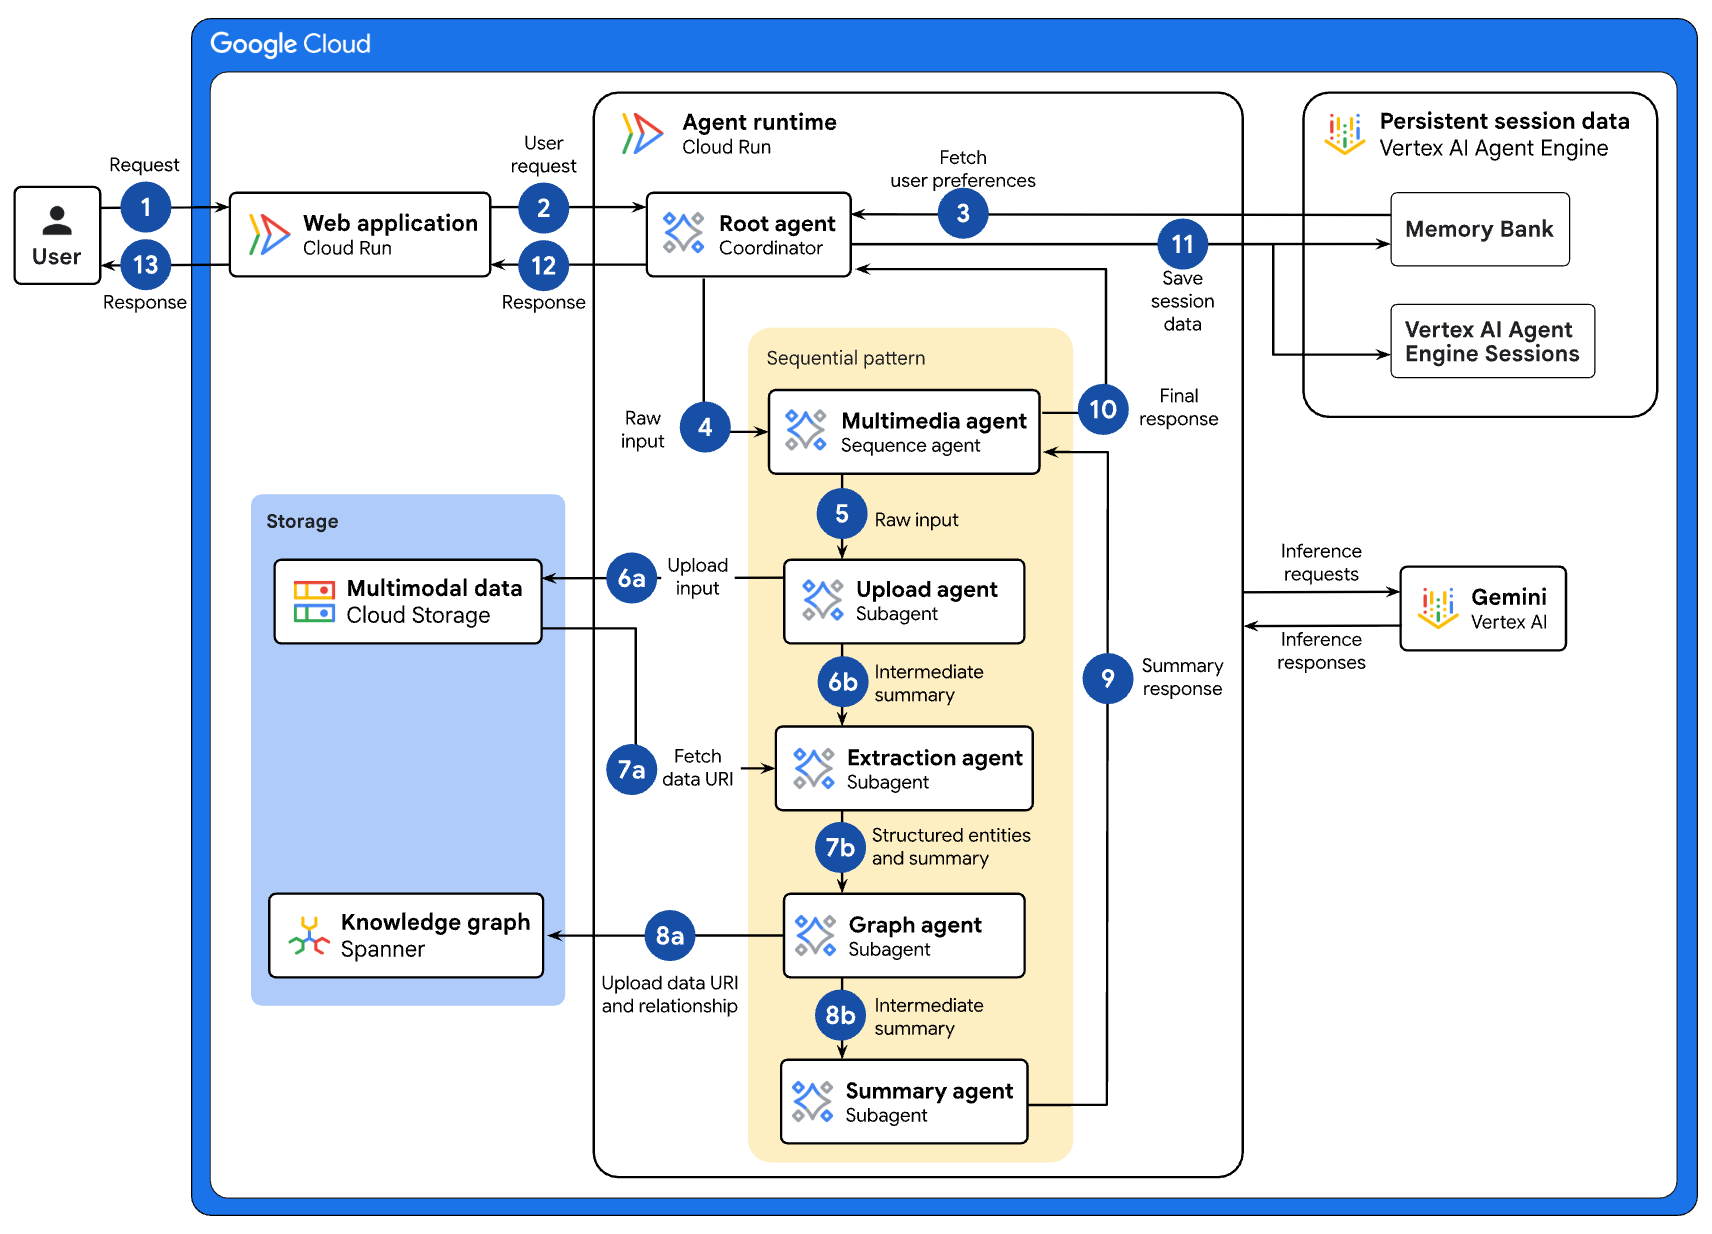 Google Cloud
Agent runtime
Cloud Run
Persistent session data
Vertex AI Agent Engine
Request
1
User
13
Response
Web application
Cloud Run
User
request
2
12
Response
Root agent
Coordinator
Fetch
user preferences
3
11
Save
session
data
Memory Bank
Vertex AI Agent
Engine Sessions
Sequential pattern
Raw
input
4
Multimedia agent
Sequence agent
10
Final
response
5
Raw input
Storage
Multimodal data
Cloud Storage
6a
Upload
input
Upload agent
Subagent
Inference
requests
Inference
responses
Gemini
Vertex AI
6b
Intermediate
summary
9
Summary
response
7a
Fetch
data URI
Extraction agent
Subagent
7b
Structured entities
and summary
Knowledge graph
Spanner
8a
Upload data URI
and relationship
Graph agent
Subagent
8b
Intermediate
summary
Summary agent
Subagent